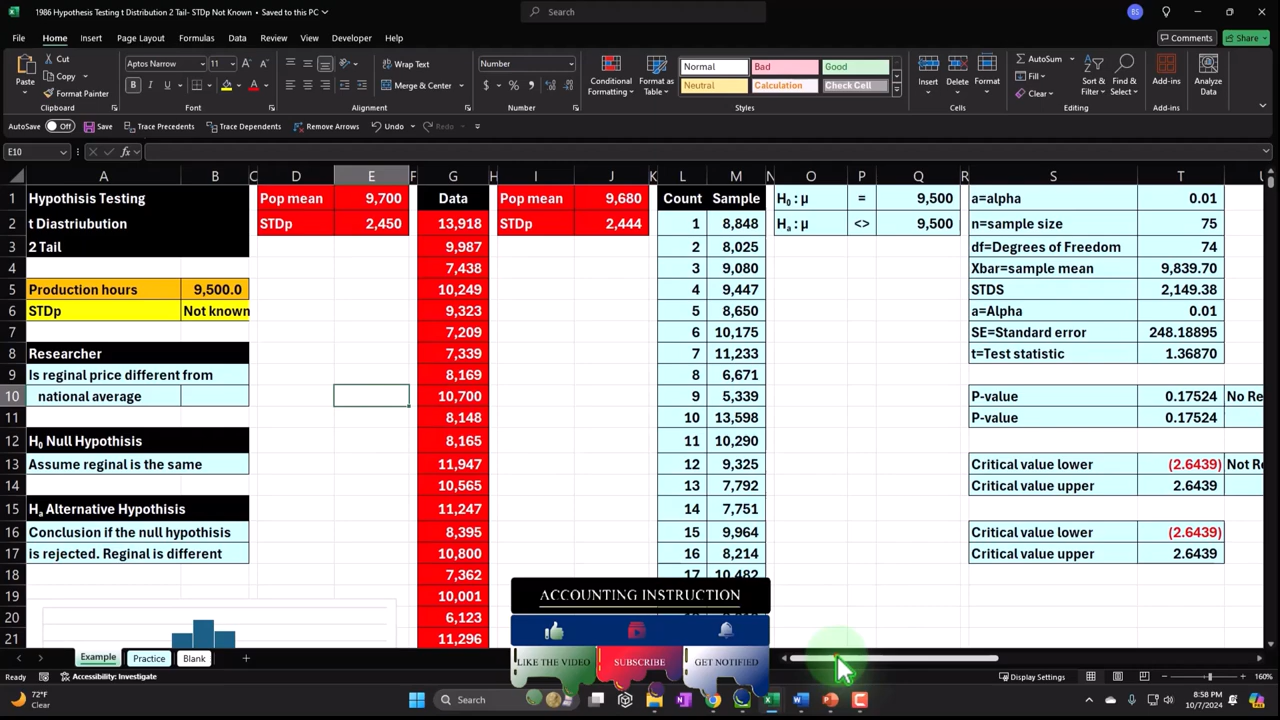 1986 Hypothesis Testing t Distribution 2 Tail- STDp Not Known • Saved to this PC
Search
BS
File Home Insert Page Layout Formulas Data Review View Developer Help
Comments Share
Paste Cut Copy Format Painter Clipboard
Aptos Narrow 11 Font
Wrap Text Merge & Center Alignment
Number Number
Conditional Formatting Format as Table Normal Bad Good Neutral Calculation Check Cell Styles
Insert Delete Format Cells
AutoSum Fill Clear Sort & Filter Find & Select Editing
Add-ins Add-ins
Analyze Data
AutoSave Off Save Trace Precedents Trace Dependents Remove Arrows Undo Redo
E10 fx
A B C D E F G H I J K L M N O P Q R S T U
1 Hypothisis Testing Pop mean 9,700 Data Pop mean 9,680 Count Sample H0 : µ = 9,500 a=alpha 0.01
2 t Diastriubution STDp 2,450 13,918 STDp 2,444 1 8,848 Ha : µ <> 9,500 n=sample size 75
3 2 Tail 9,987 2 8,025 df=Degrees of Freedom 74
4 7,438 3 9,080 Xbar=sample mean 9,839.70
5 Production hours 9,500.0 10,249 4 9,447 STDS 2,149.38
6 STDp Not known 9,323 5 8,650 a=Alpha 0.01
7 7,209 6 10,175 SE=Standard error 248.18895
8 Researcher 7,339 7 11,233 t=Test statistic 1.36870
9 Is reginal price different from 8,169 8 6,671
10 national average 10,700 9 5,339 P-value 0.17524 No Re
11 8,148 10 13,598 P-value 0.17524
12 H0 Null Hypothisis 8,165 11 10,290
13 Assume reginal is the same 11,947 12 9,325 Critical value lower (2.6439) Not R
14 10,565 13 7,792 Critical value upper 2.6439
15 Ha Alternative Hypothisis 11,247 14 7,751
16 Conclusion if the null hypothisis 8,395 15 9,964 Critical value lower (2.6439)
17 is rejected. Reginal is different 10,800 16 8,214 Critical value upper 2.6439
18 7,362 17 10,482
19 10,001
20 6,123
21 11,296
ACCOUNTING INSTRUCTION
LIKE THE VIDEO SUBSCRIBE GET NOTIFIED
Example Practice Blank
Ready Accessibility: Investigate Display Settings 160%
72°F
Clear
Search
8:58 PM
10/7/2024